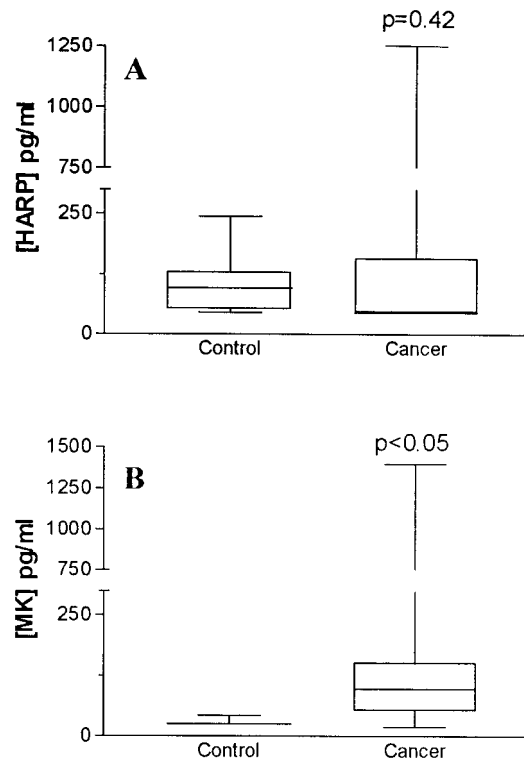 p=0.42
A
1250
1000
750
250
0
[HARP] pg/ml
Control Cancer
p<0.05
B
1500
1250
1000
750
250
0
[MK] pg/ml
Control Cancer